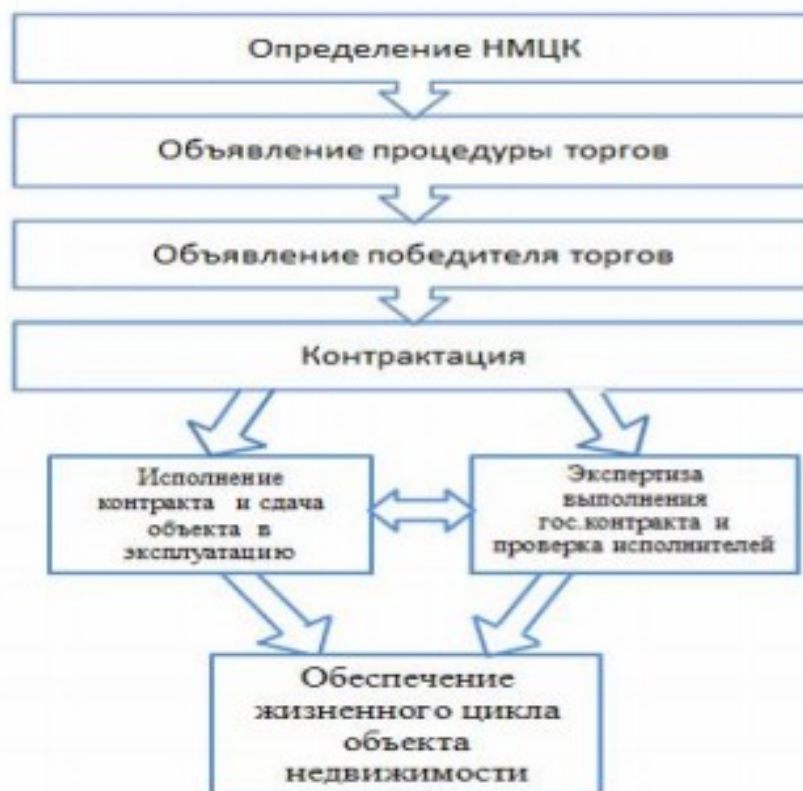 Определение НМЦК
Объявление процедуры торгов
Объявление победителя торгов
Контрактация
Исполнение
контракта и сдача
объекта в
эксплуатацию
Экспертиза
выполнения
гос.контракта и
проверка исполнителей
Обеспечение
жизненного цикла
объекта
недвижимости